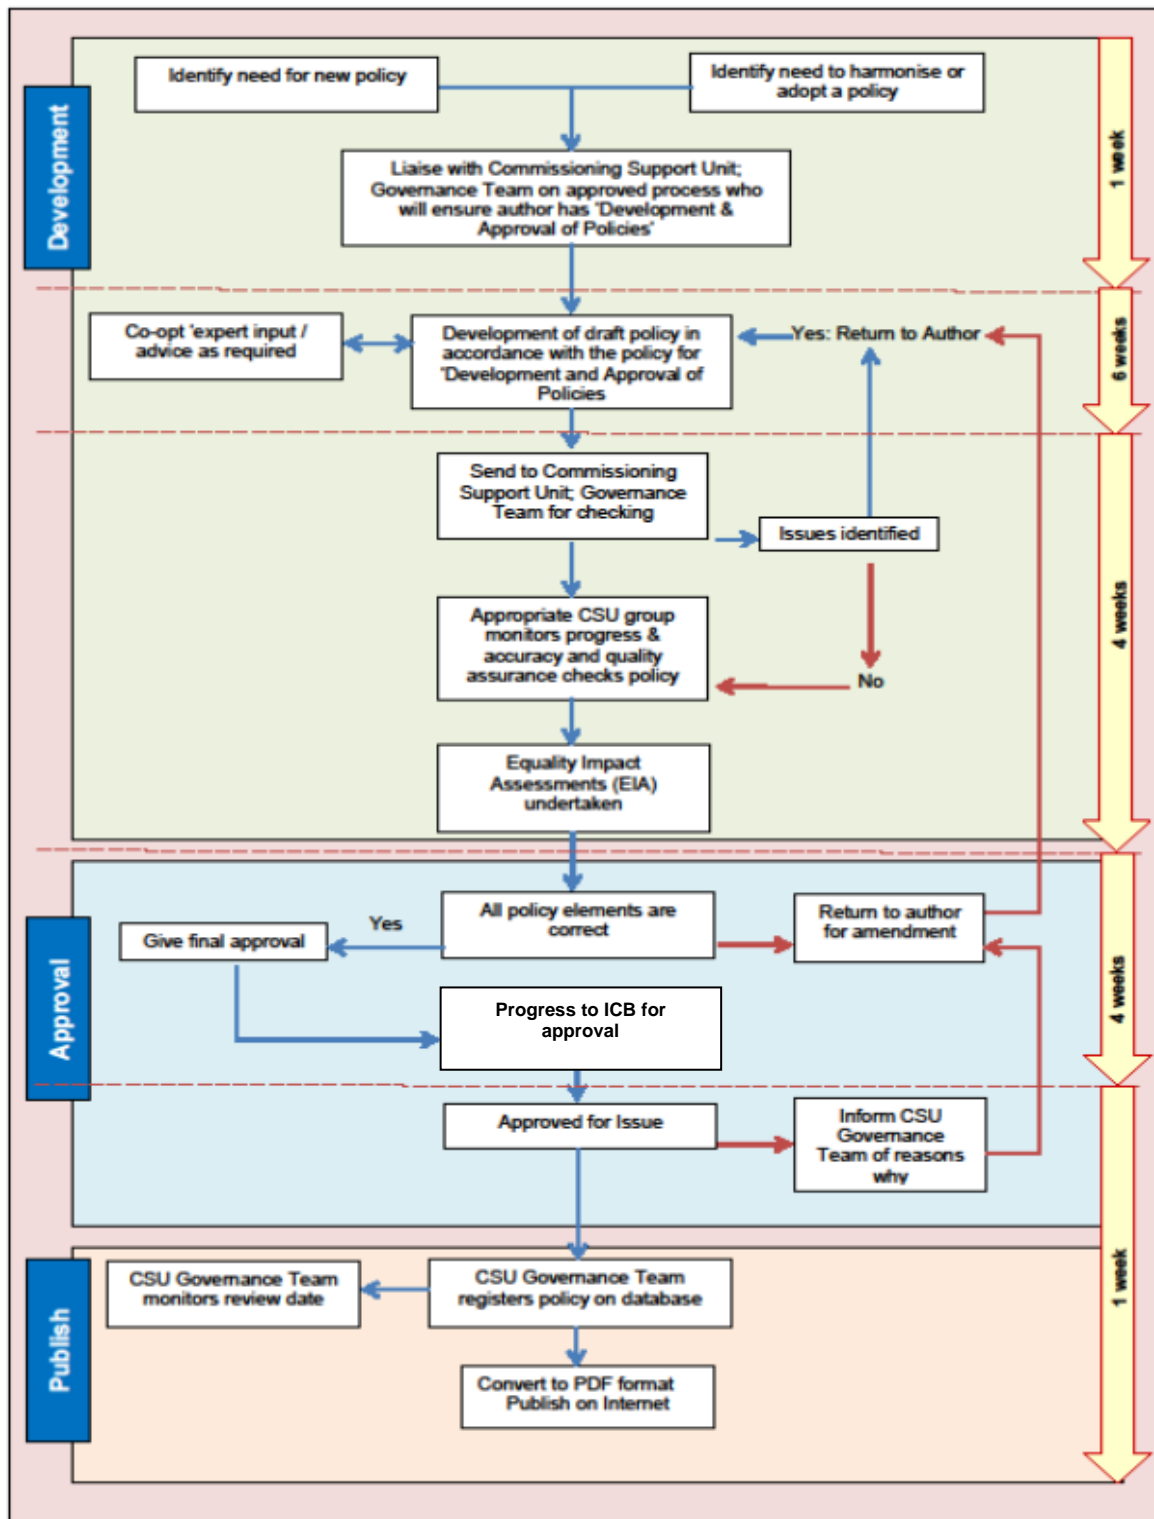 Development
Identify need for new policy
Identify need to harmonise or
adopt a policy
1 week
Liaise with Commissioning Support Unit;
Governance Team on approved process who
will ensure author has 'Development &
Approval of Policies'
Co-opt 'expert input /
advice as required
Development of draft policy in
accordance with the policy for
'Development and Approval of
Policies
Yes: Return to Author
6 weeks
Send to Commissioning
Support Unit; Governance
Team for checking
Issues identified
4 weeks
Appropriate CSU group
monitors progress &
accuracy and quality
assurance checks policy
No
Equality Impact
Assessments (EIA)
undertaken
Approval
All policy elements are
correct
Yes
Give final approval
Return to author
for amendment
4 weeks
Progress to ICB for
approval
Approved for Issue
Inform CSU
Governance
Team of reasons
why
1 week
Publish
CSU Governance Team
monitors review date
CSU Governance Team
registers policy on database
Convert to PDF format
Publish on Internet